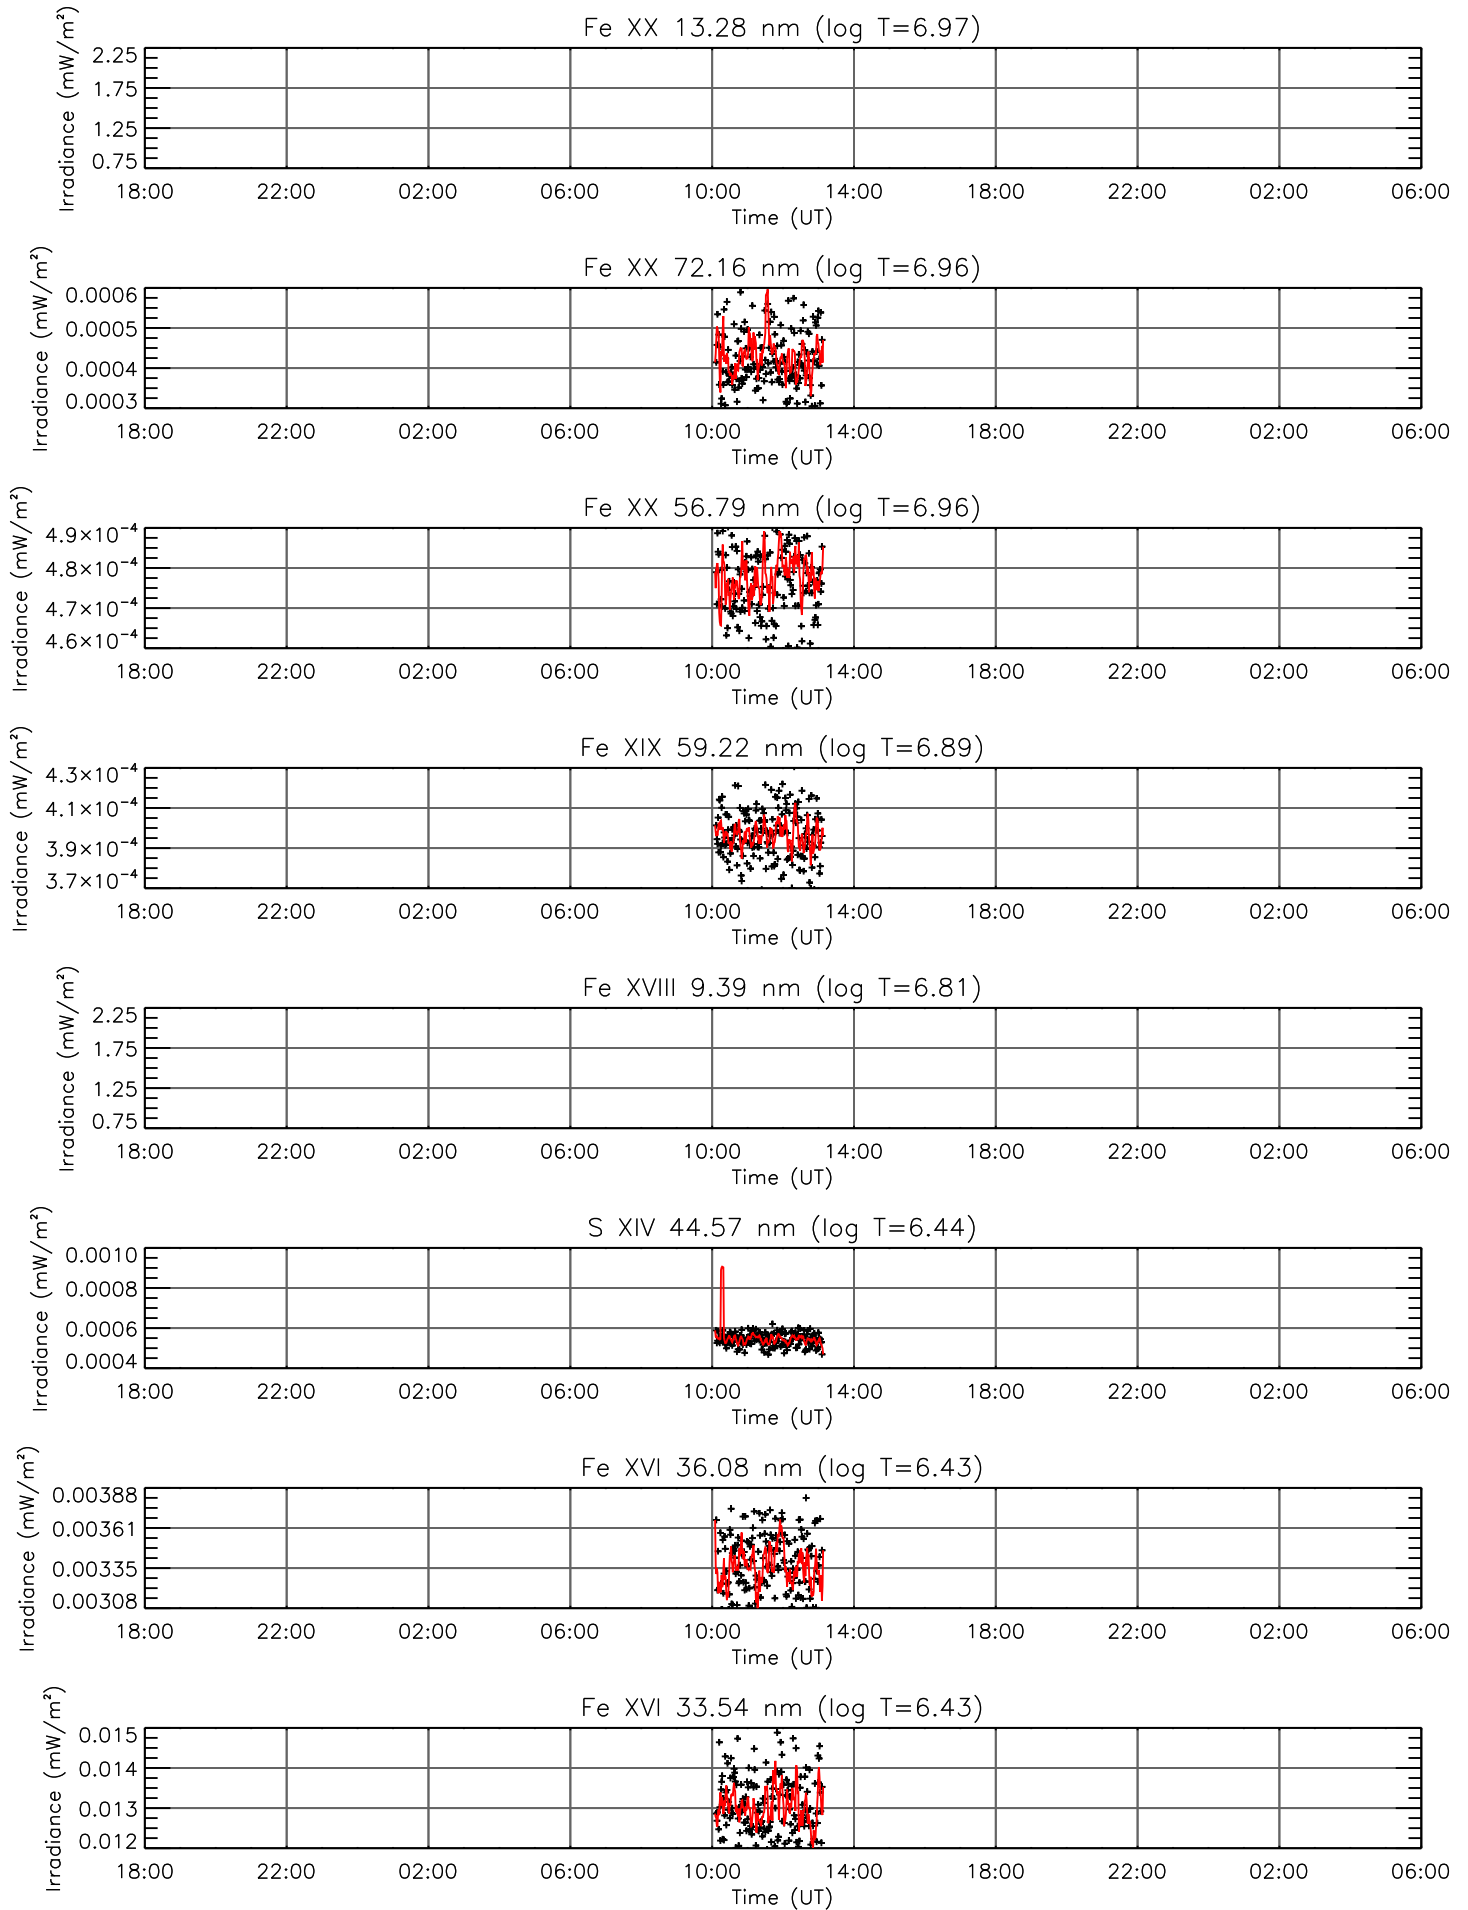 Fe XX 13.28 nm (log T=6.97)
Irradiance (mW/m²)
2.25
1.75
1.25
0.75
18:00 22:00 02:00 06:00 10:00 14:00 18:00 22:00 02:00 06:00
Time (UT)
Fe XX 72.16 nm (log T=6.96)
Irradiance (mW/m²)
0.0006
0.0005
0.0004
0.0003
18:00 22:00 02:00 06:00 10:00 14:00 18:00 22:00 02:00 06:00
Time (UT)
Fe XX 56.79 nm (log T=6.96)
Irradiance (mW/m²)
4.9×10⁻⁴
4.8×10⁻⁴
4.7×10⁻⁴
4.6×10⁻⁴
18:00 22:00 02:00 06:00 10:00 14:00 18:00 22:00 02:00 06:00
Time (UT)
Fe XIX 59.22 nm (log T=6.89)
Irradiance (mW/m²)
4.3×10⁻⁴
4.1×10⁻⁴
3.9×10⁻⁴
3.7×10⁻⁴
18:00 22:00 02:00 06:00 10:00 14:00 18:00 22:00 02:00 06:00
Time (UT)
Fe XVIII 9.39 nm (log T=6.81)
Irradiance (mW/m²)
2.25
1.75
1.25
0.75
18:00 22:00 02:00 06:00 10:00 14:00 18:00 22:00 02:00 06:00
Time (UT)
S XIV 44.57 nm (log T=6.44)
Irradiance (mW/m²)
0.0010
0.0008
0.0006
0.0004
18:00 22:00 02:00 06:00 10:00 14:00 18:00 22:00 02:00 06:00
Time (UT)
Fe XVI 36.08 nm (log T=6.43)
Irradiance (mW/m²)
0.00388
0.00361
0.00335
0.00308
18:00 22:00 02:00 06:00 10:00 14:00 18:00 22:00 02:00 06:00
Time (UT)
Fe XVI 33.54 nm (log T=6.43)
Irradiance (mW/m²)
0.015
0.014
0.013
0.012
18:00 22:00 02:00 06:00 10:00 14:00 18:00 22:00 02:00 06:00
Time (UT)